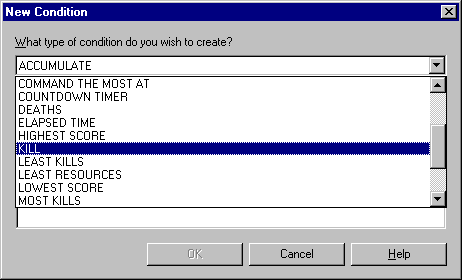 New Condition
What type of condition do you wish to create?
ACCUMULATE
COMMAND THE MOST AT
COUNTDOWN TIMER
DEATHS
ELAPSED TIME
HIGHEST SCORE
KILL
LEAST KILLS
LEAST RESOURCES
LOWEST SCORE
MOST KILLS
OK
Cancel
Help